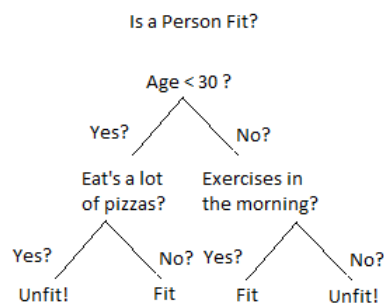 Is a Person Fit?
Age < 30 ?
Yes?
No?
Eat's a lot
of pizzas?
Exercises in
the morning?
Yes?
No?
Yes?
No?
Unfit!
Fit
Fit
Unfit!